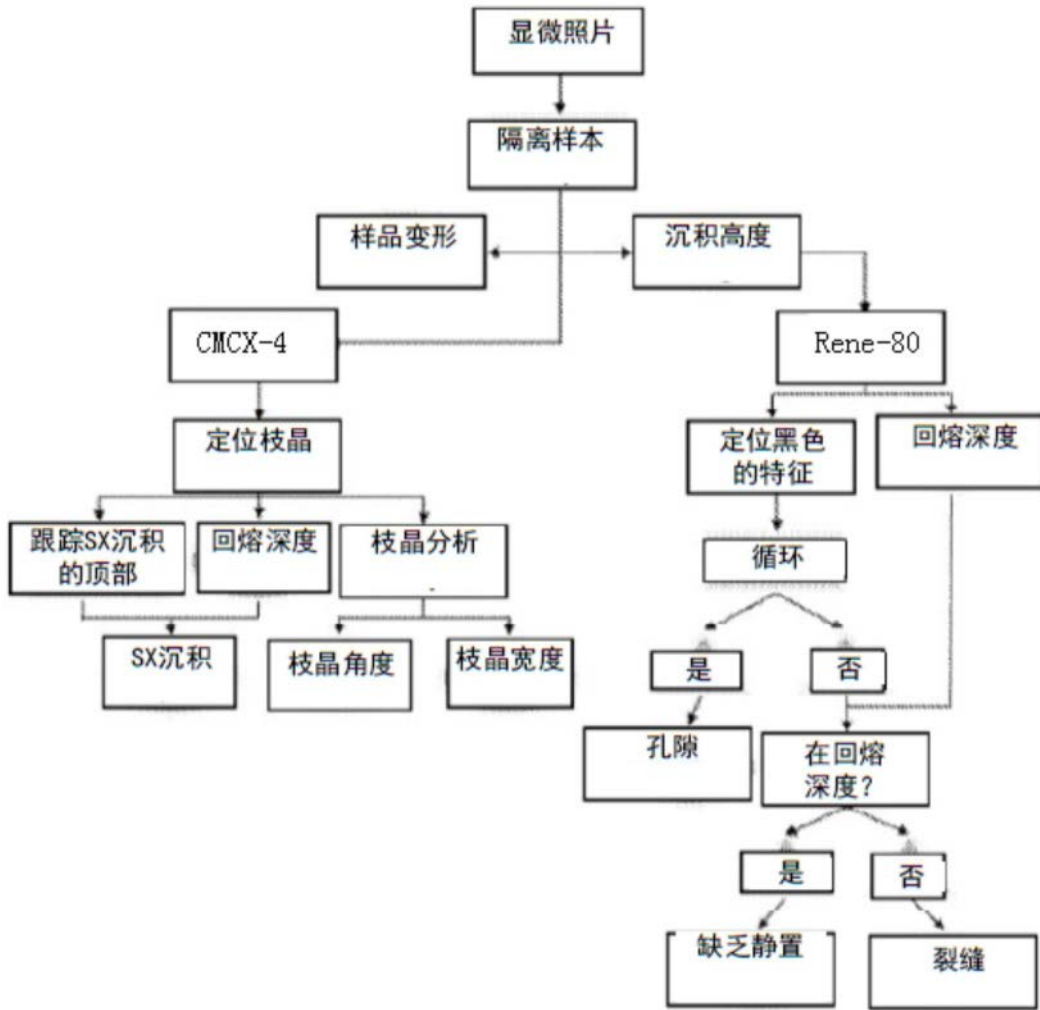 显微照片
隔离样本
样品变形
沉积高度
CMCX-4
Rene-80
定位枝晶
定位黑色
的特征
回熔深度
跟踪SX沉积
的顶部
回熔深度
枝晶分析
循环
SX沉积
枝晶角度
枝晶宽度
是
否
孔隙
在回熔
深度?
是
否
缺乏静置
裂缝